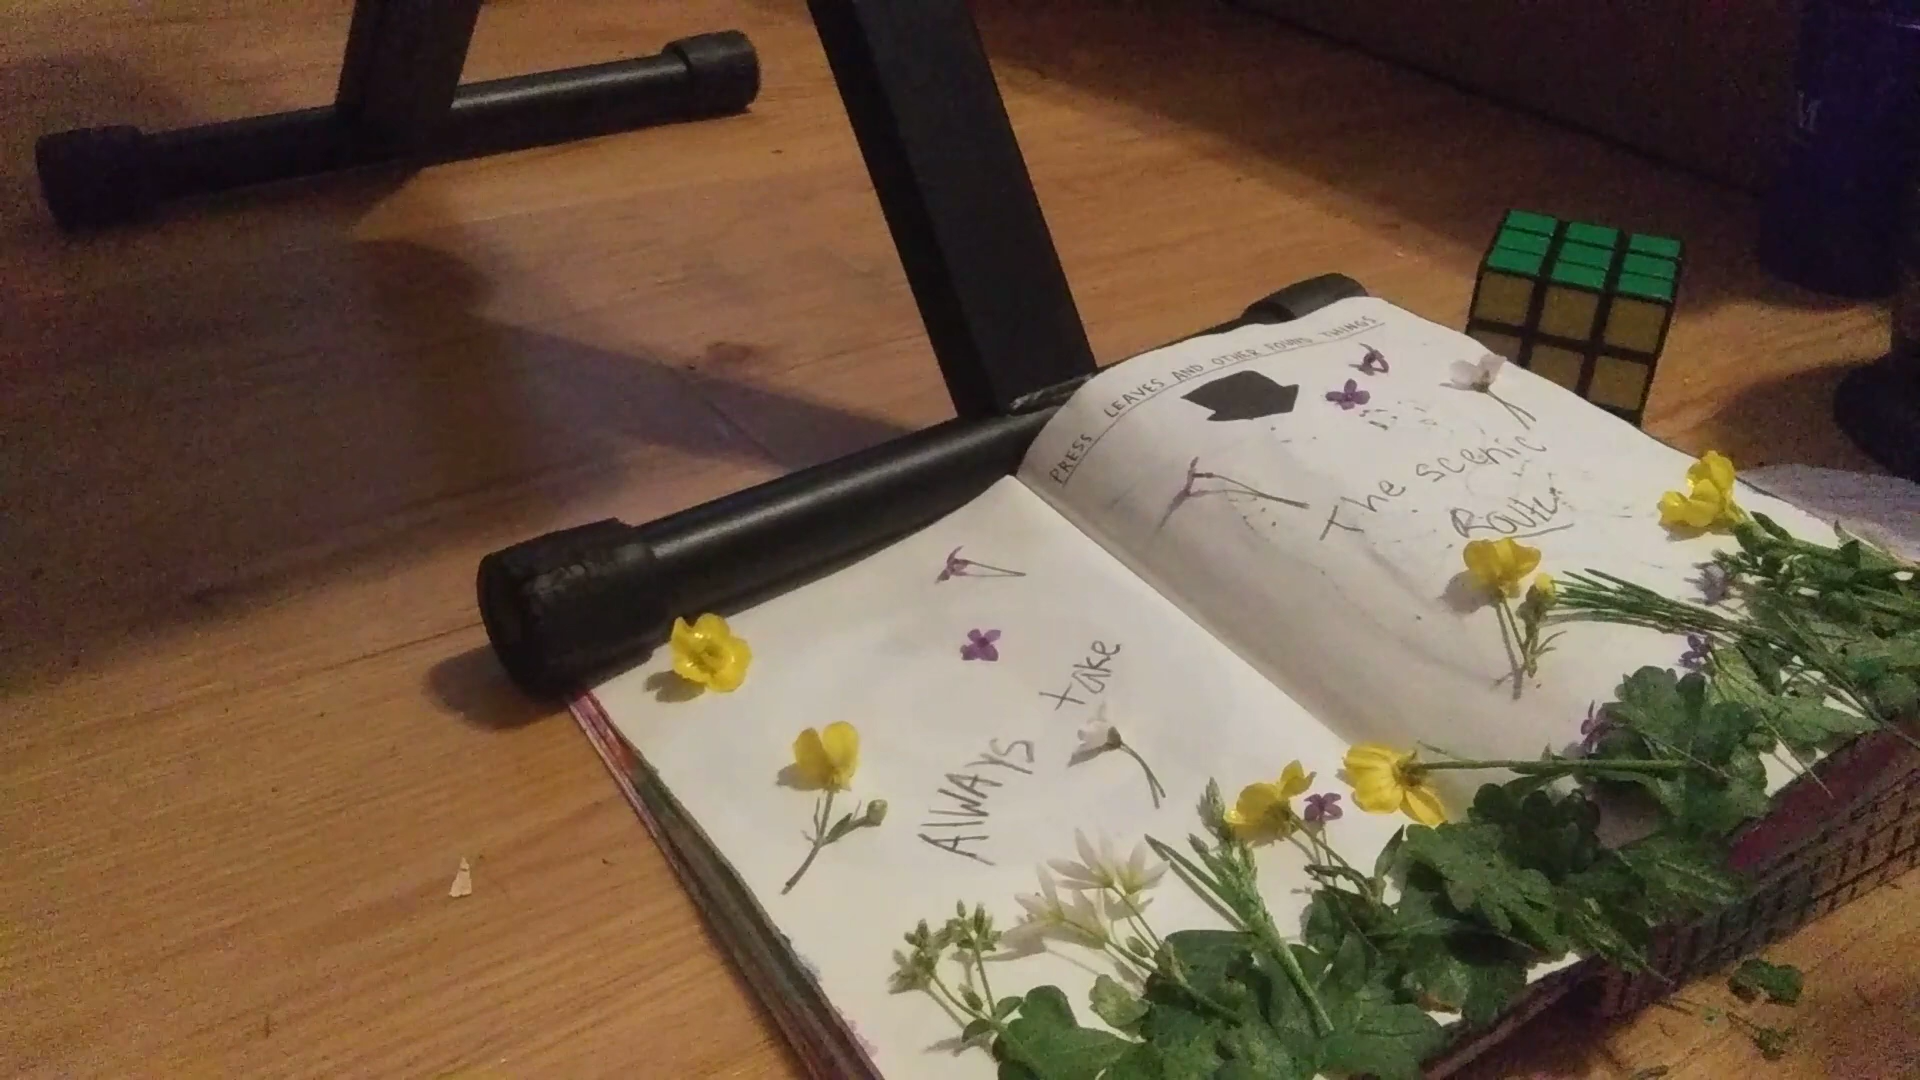 PRESS LEAVES AND OTHER FOUND THINGS
AlWAYS take
The scenic
Route